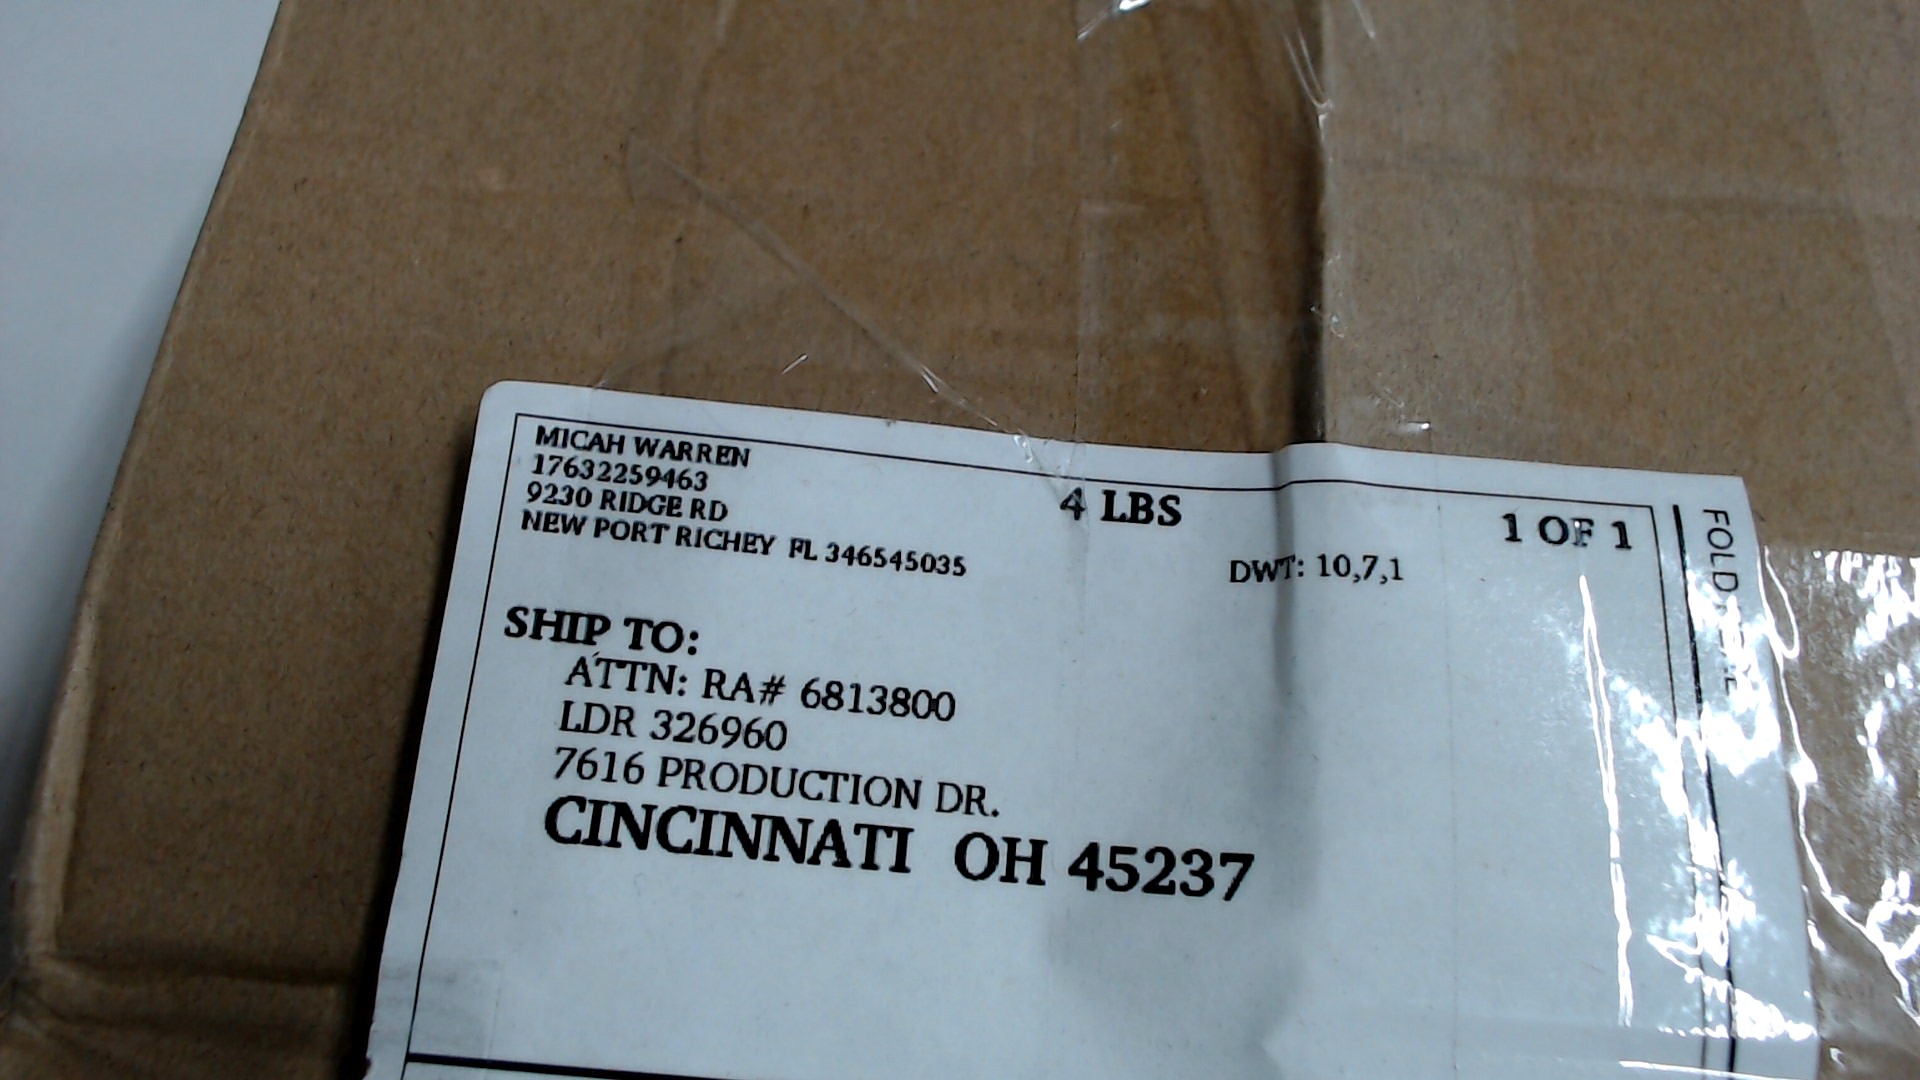 MICAH WARREN
17632259463
9230 RIDGE RD
NEW PORT RICHEY FL 346545035
4 LBS
1 OF 1
DWT: 10,7,1
SHIP TO:
ATTN: RA# 6813800
LDR 326960
7616 PRODUCTION DR.
CINCINNATI OH 45237
FOLD